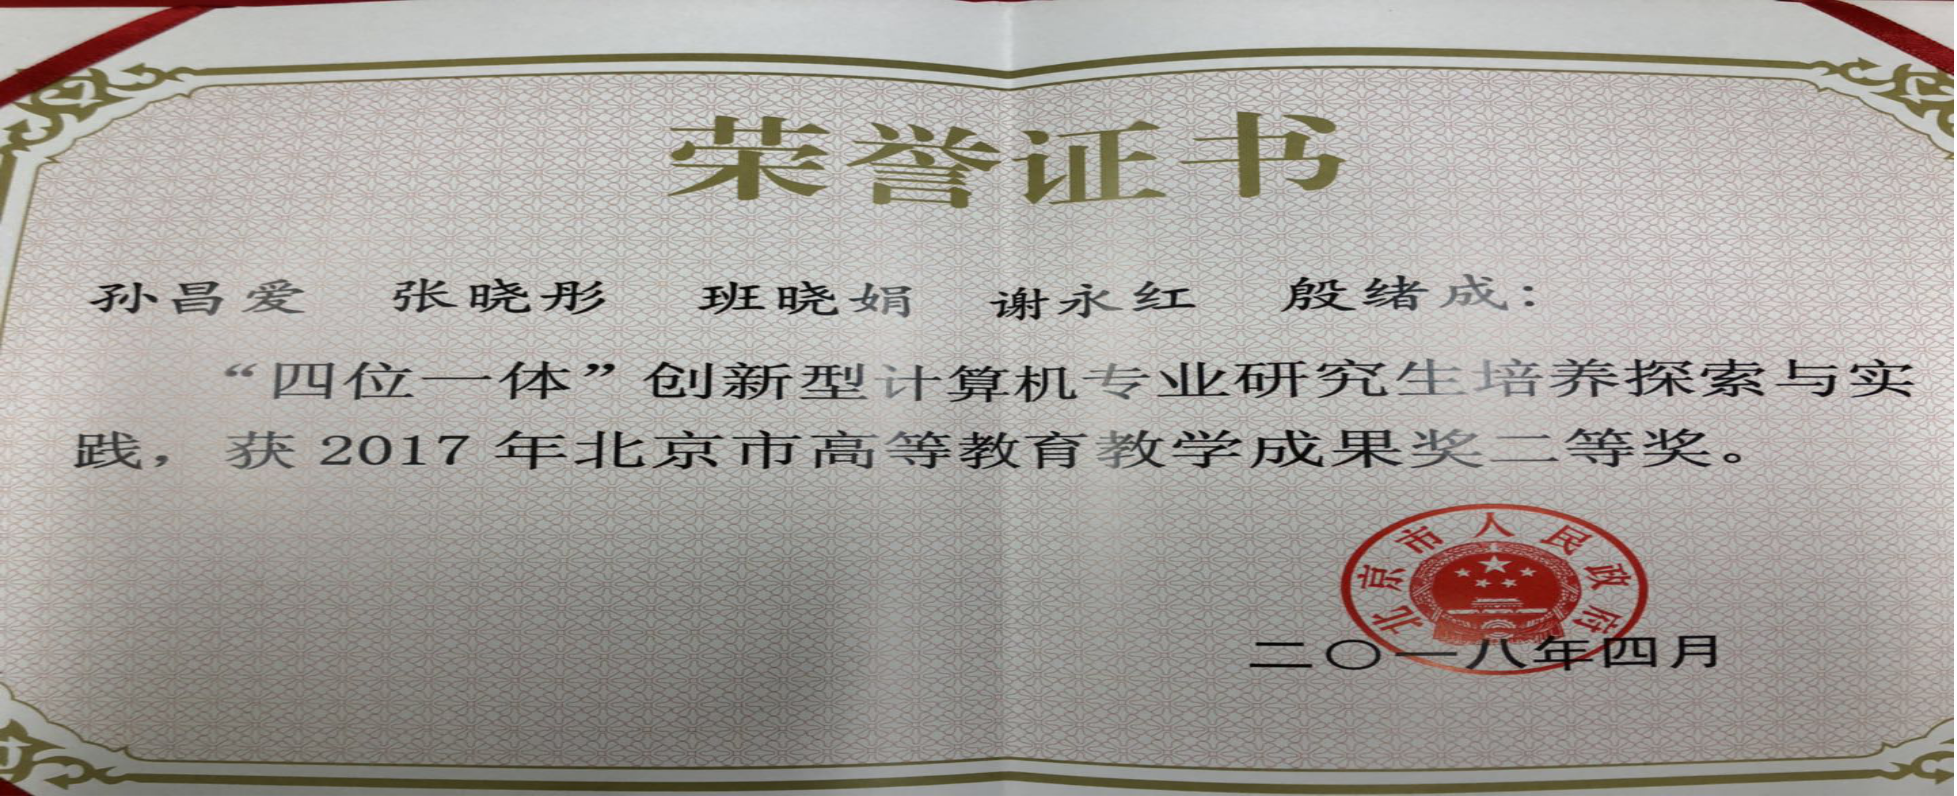 荣誉证书
孙昌爱 张晓彤 班晓娟 谢永红 殷绪成：
“四位一体”创新型计算机专业研究生培养探索与实
践，获 2017 年北京市高等教育教学成果奖二等奖。
北京市人民政府
二〇一八年四月